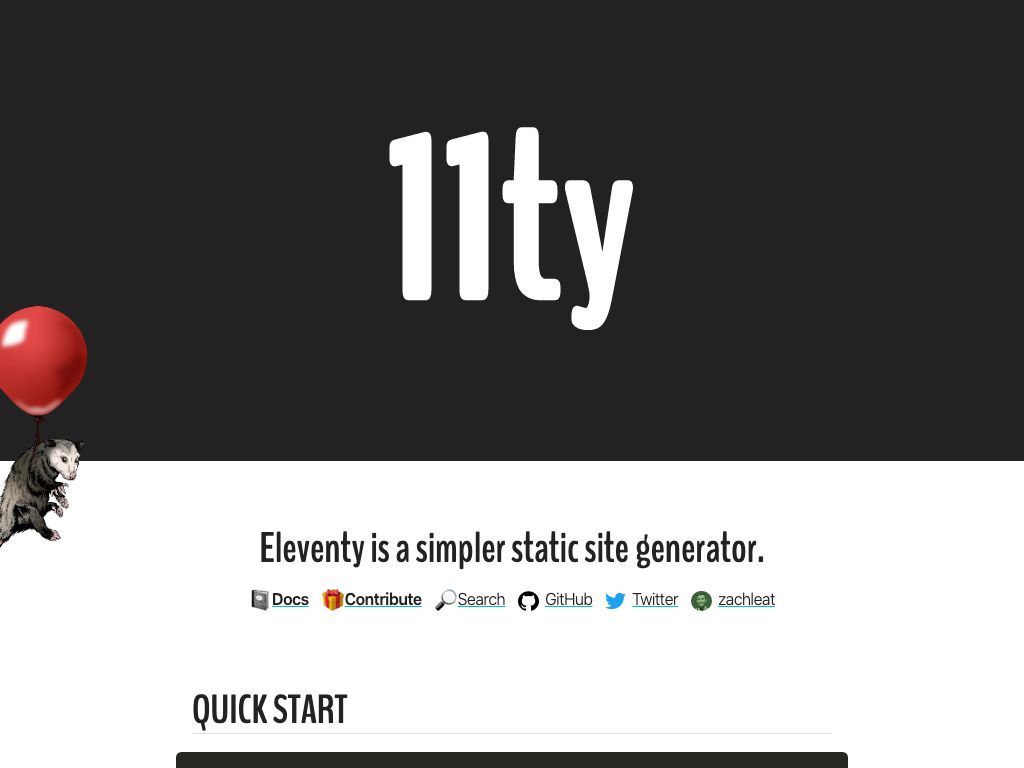 11ty
Eleventy is a simpler static site generator.
Docs Contribute Search GitHub Twitter zachleat
QUICK START